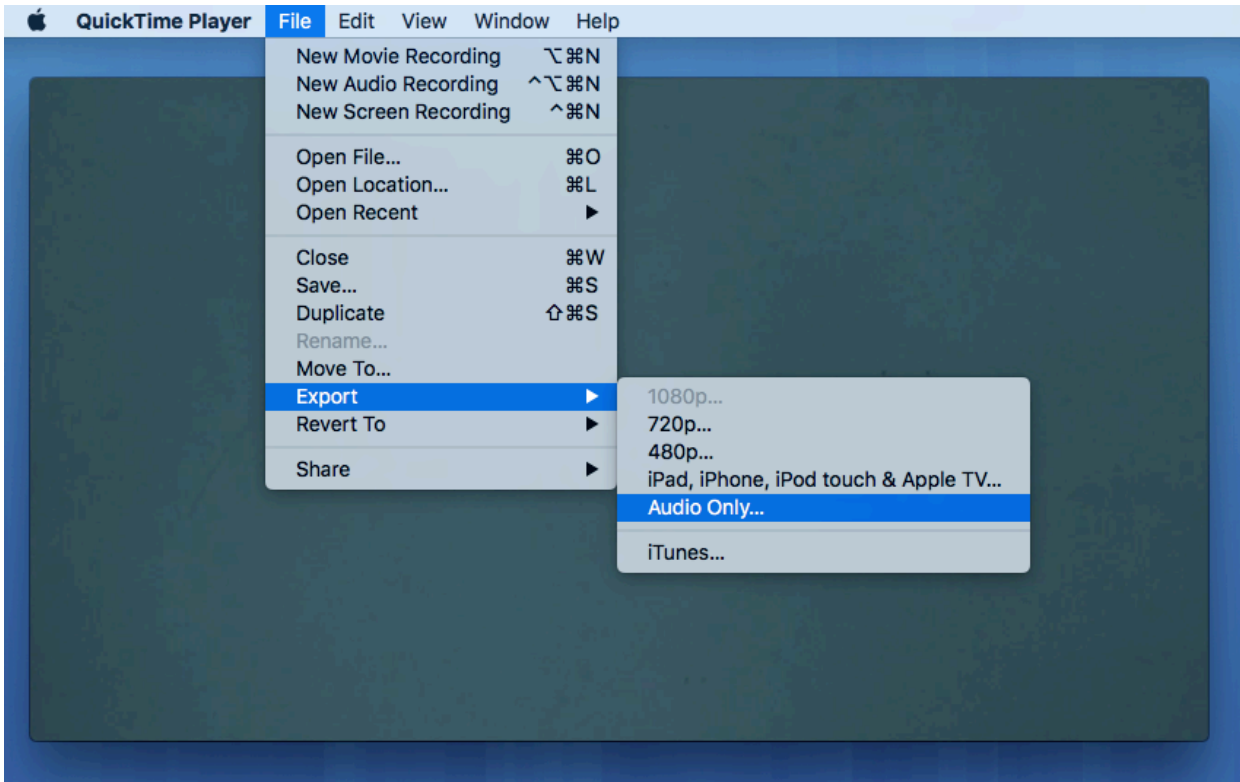 QuickTime Player File Edit View Window Help
New Movie Recording ⌥⌘N
New Audio Recording ^⌥⌘N
New Screen Recording ^⌘N
Open File... ⌘O
Open Location... ⌘L
Open Recent ▶
Close ⌘W
Save... ⌘S
Duplicate ⇧⌘S
Rename...
Move To...
Export ▶
Revert To ▶
Share ▶
1080p...
720p...
480p...
iPad, iPhone, iPod touch & Apple TV...
Audio Only...
iTunes...